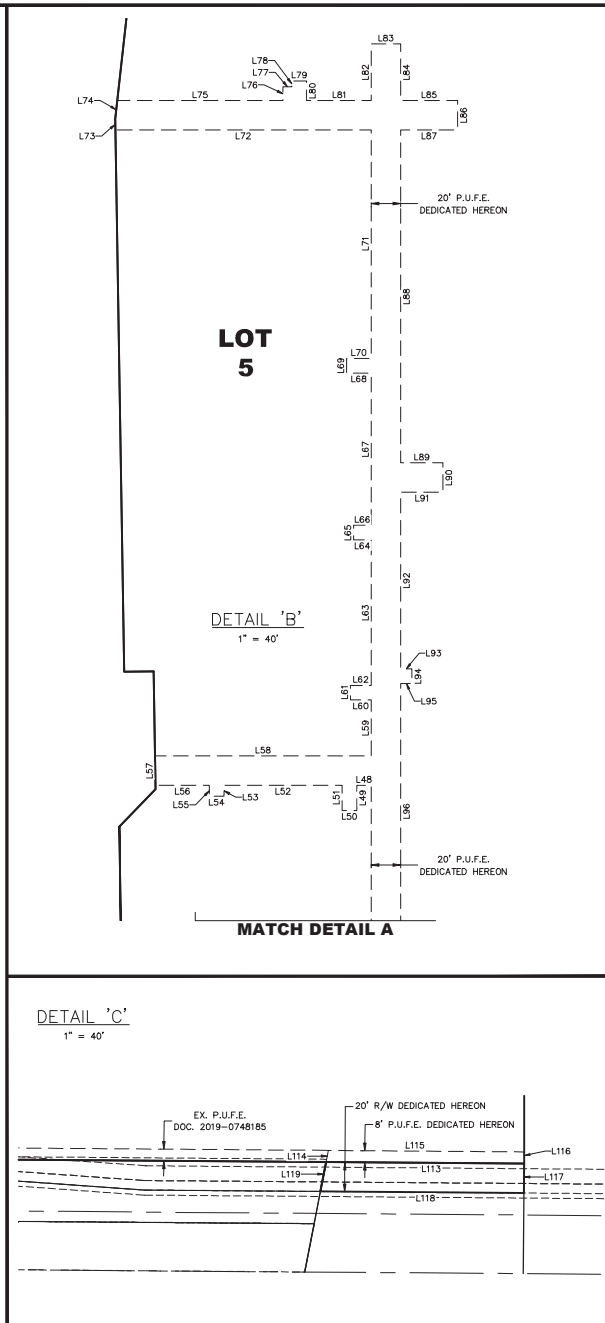 L83
L78
L79
L77
L76
L80
L82
L84
L74
L75
L81
L85
L86
L73
L72
L87
20' P.U.F.E.
DEDICATED HEREON
L71
L88
LOT
5
L70
L69
L68
L67
L89
L90
L91
L66
L65
L64
L92
DETAIL 'B'
1" = 40'
L63
L93
L94
L95
L62
L61
L60
L59
L58
L57
L56
L55
L54
L53
L52
L51
L50
L49
L48
L96
20' P.U.F.E.
DEDICATED HEREON
MATCH DETAIL A
DETAIL 'C'
1" = 40'
EX. P.U.F.E.
DOC. 2019-0748185
20' R/W DEDICATED HEREON
8' P.U.F.E. DEDICATED HEREON
L114
L115
L116
L119
L113
L117
L118